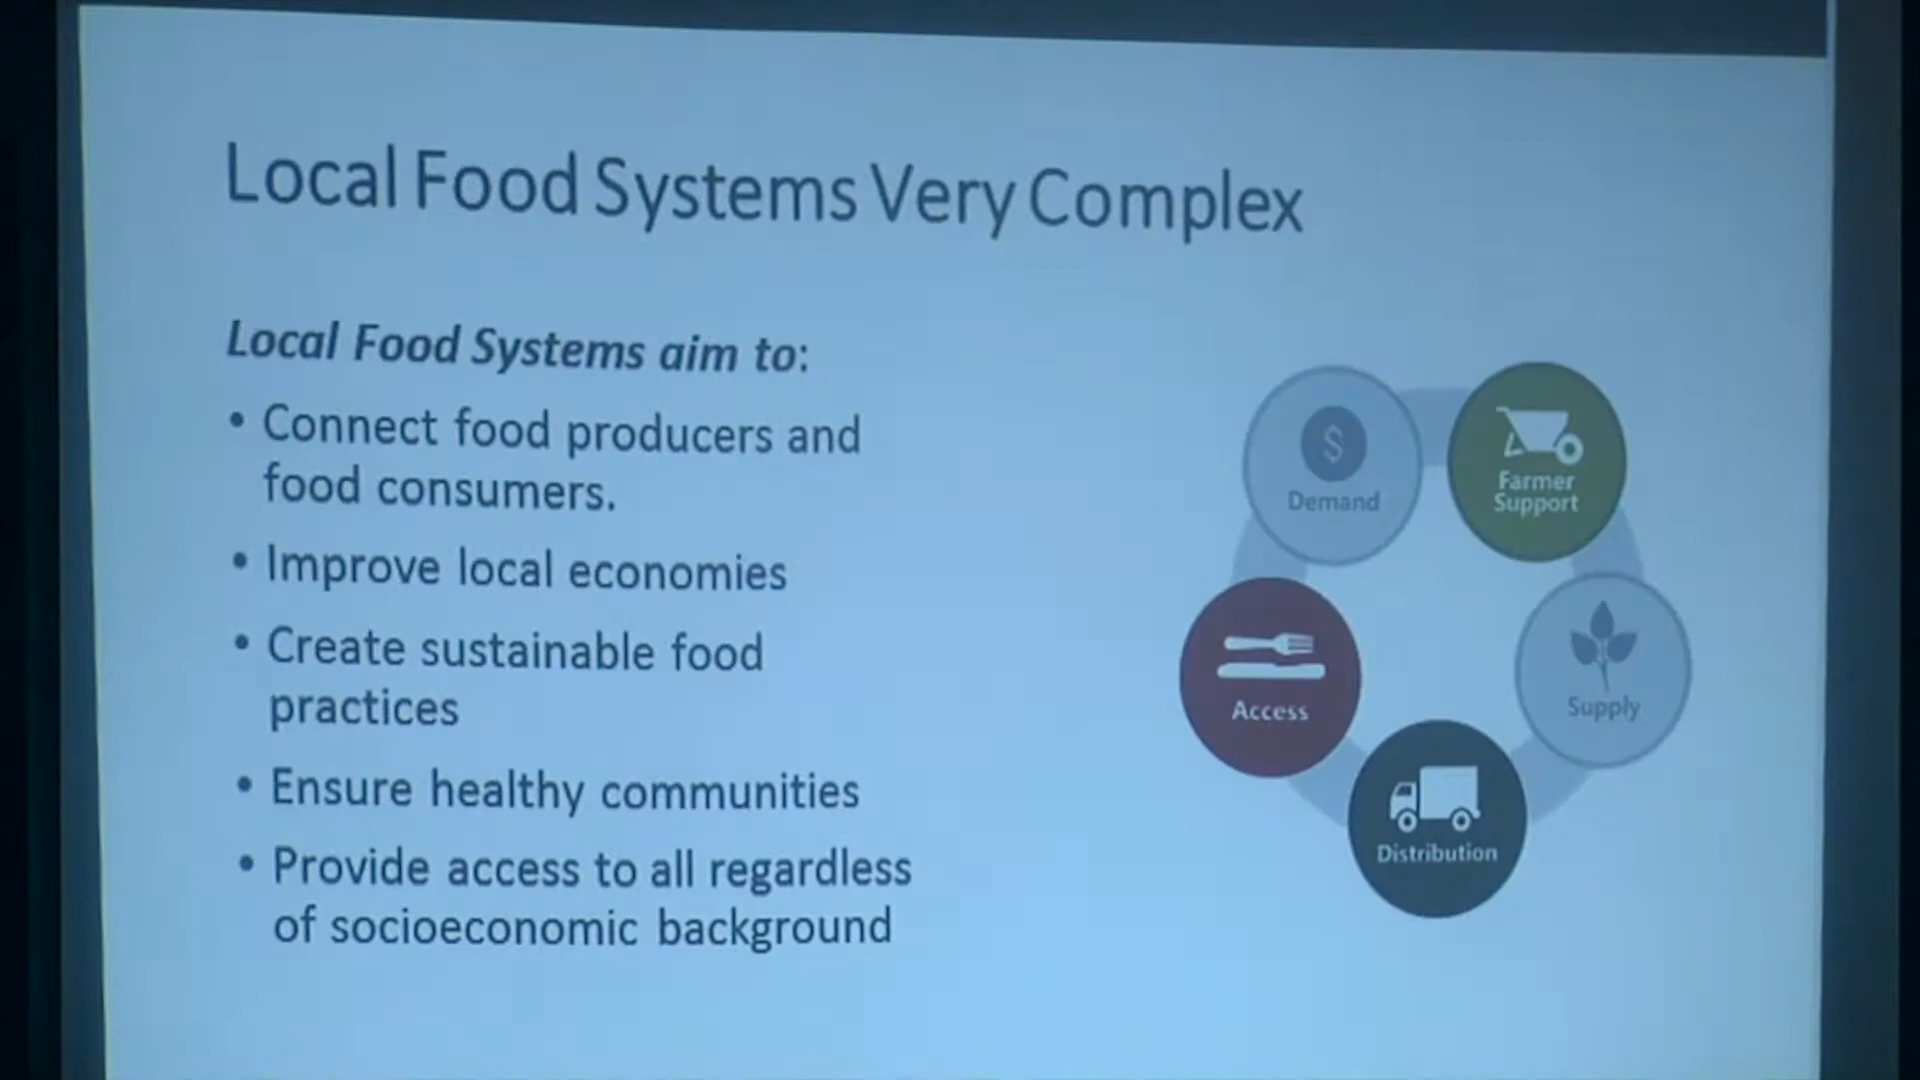 Local Food Systems Very Complex
Local Food Systems aim to:
• Connect food producers and
food consumers.
• Improve local economies
• Create sustainable food
practices
• Ensure healthy communities
• Provide access to all regardless
of socioeconomic background
$
Demand
Farmer
Support
Access
Supply
Distribution